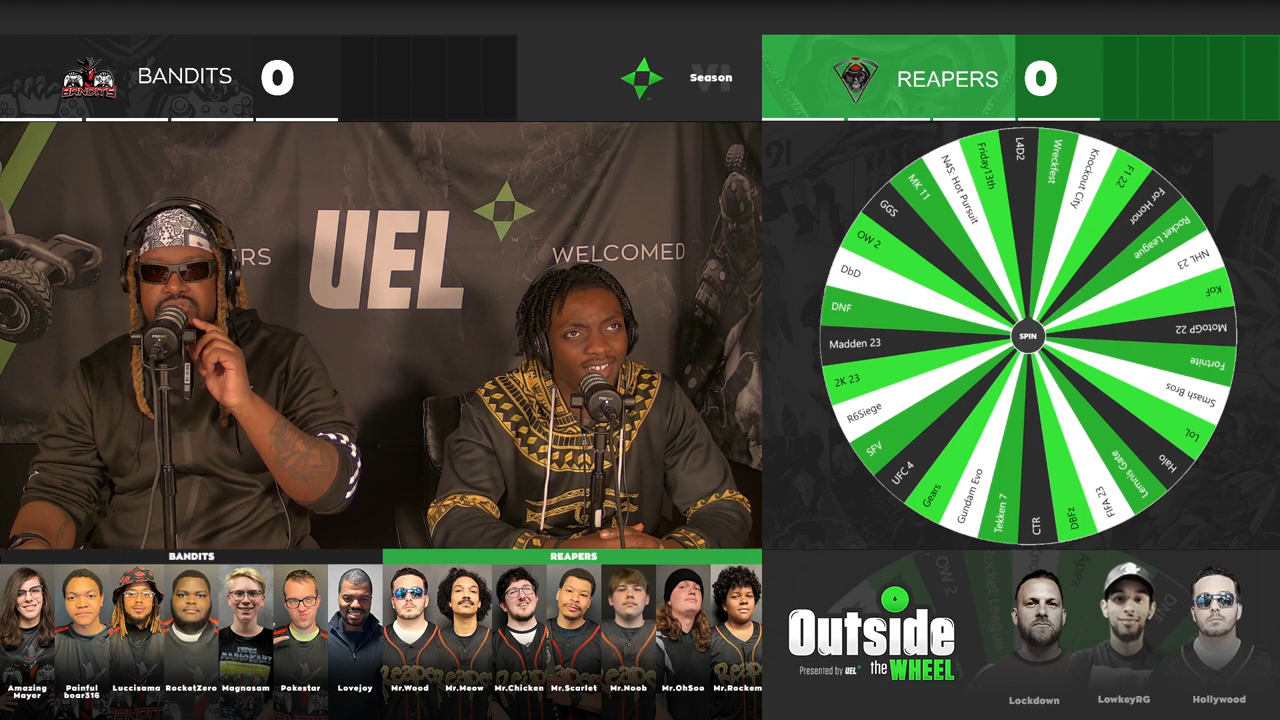 BANDITS
BANDITS
0
Season
VI
REAPERS
0
ERS
UEL
WELCOMED
L4D2
Wreckfest
Knockout City
F1 22
For Honor
Rocket League
NHL 23
KoF
MotoGP 22
Fortnite
Smash Bros
LoL
Halo
Lemnis Gate
FIFA 23
DBFz
CTR
Tekken 7
Gundam Evo
Gears
UFC 4
SFV
R6Siege
2K 23
Madden 23
DNF
DbD
OW 2
GGS
MK 11
N4S: Hot Pursuit
Friday13th
SPIN
BANDITS
REAPERS
Amazing Mayor
Painful boar316
Luccisama
RocketZero
Magnasam
Pokestar
Lovejoy
Mr.Wood
Mr.Meow
Mr.Chicken
Mr.Scarlet
Mr.Noob
Mr.OhSoo
Mr.Rockem
Outside
the WHEEL
Presented by UEL
Lockdown
LowkeyRG
Hollywood